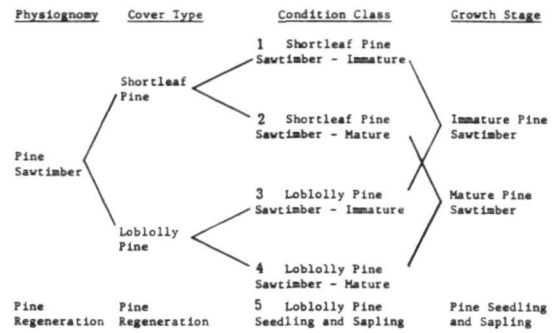 Physiognomy Cover Type Condition Class Growth Stage
1 Shortleaf Pine
Sawtimber - Immature
Shortleaf
Pine
2 Shortleaf Pine
Sawtimber - Mature
Immature Pine
Sawtimber
Pine
Sawtimber
3 Loblolly Pine
Sawtimber - Immature
Mature Pine
Sawtimber
Loblolly
Pine
4 Loblolly Pine
Sawtimber - Mature
Pine Pine 5 Loblolly Pine Pine Seedling
Regeneration Regeneration Seedling and Sapling and Sapling